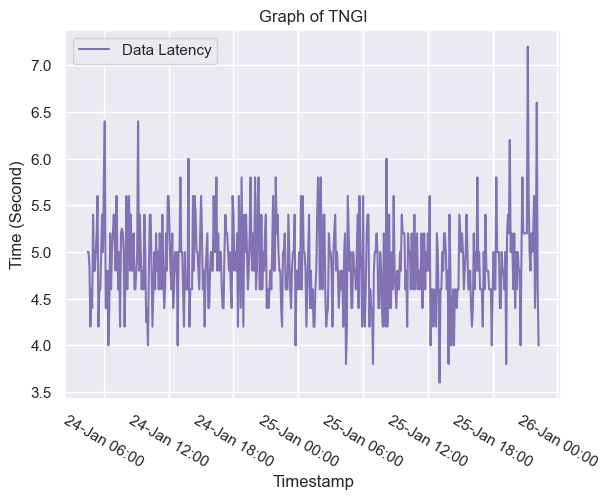 Graph of TNGI
Data Latency
Time (Second)
7.0
6.5
6.0
5.5
5.0
4.5
4.0
3.5
24-Jan 06:00
24-Jan 12:00
24-Jan 18:00
25-Jan 00:00
25-Jan 06:00
25-Jan 12:00
25-Jan 18:00
26-Jan 00:00
Timestamp